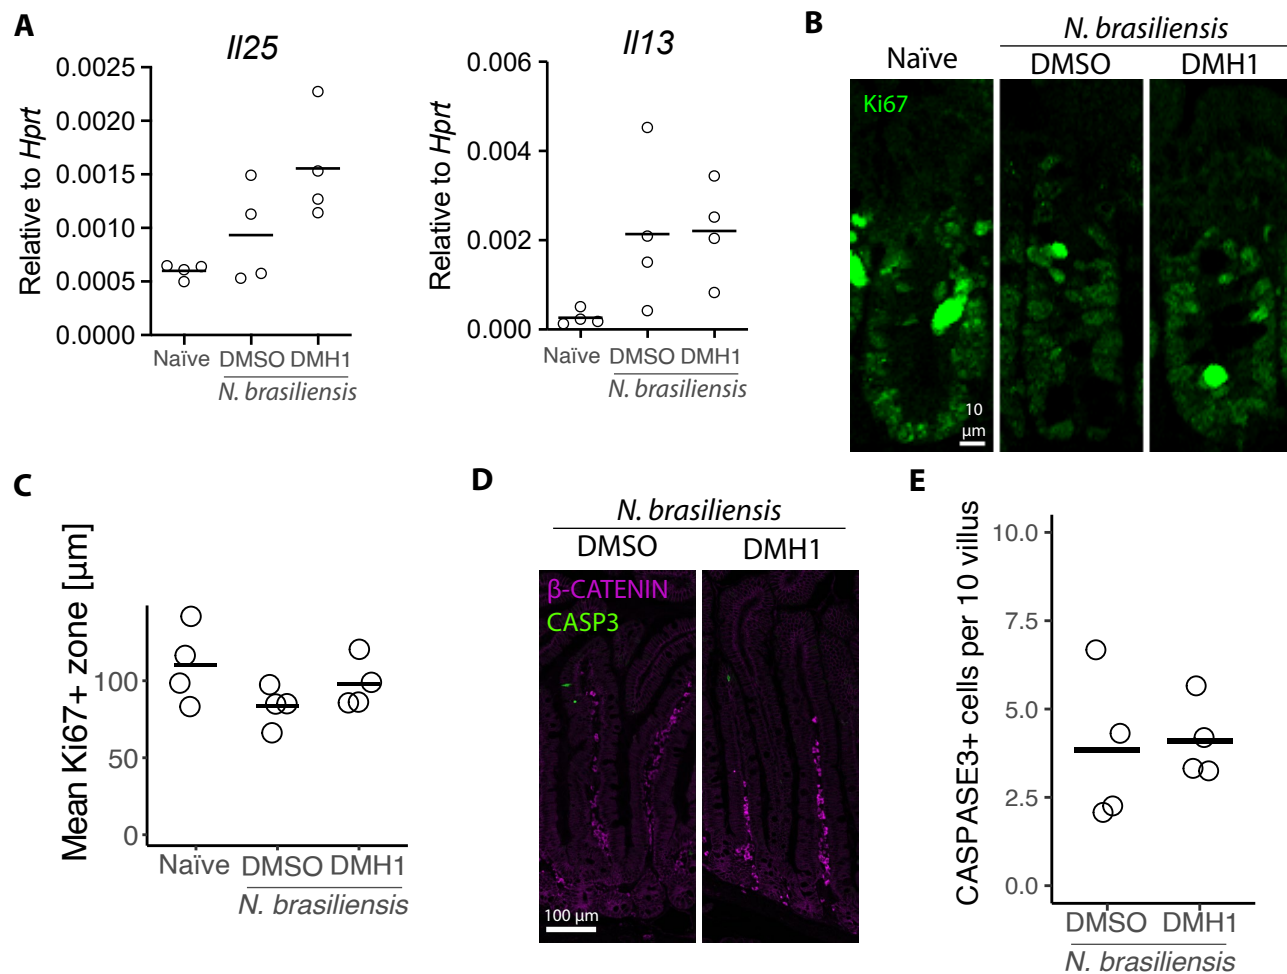 A
Il25
Relative to Hprt
0.0025
0.0020
0.0015
0.0010
0.0005
0.0000
Naïve DMSO DMH1
N. brasiliensis
Il13
Relative to Hprt
0.006
0.004
0.002
0.000
Naïve DMSO DMH1
N. brasiliensis
B
N. brasiliensis
Naïve DMSO DMH1
Ki67
10
µm
C
Mean Ki67+ zone [µm]
100
50
0
Naïve DMSO DMH1
N. brasiliensis
D
N. brasiliensis
DMSO DMH1
β-CATENIN
CASP3
100 µm
E
CASPASE3+ cells per 10 villus
10.0
7.5
5.0
2.5
0.0
DMSO DMH1
N. brasiliensis